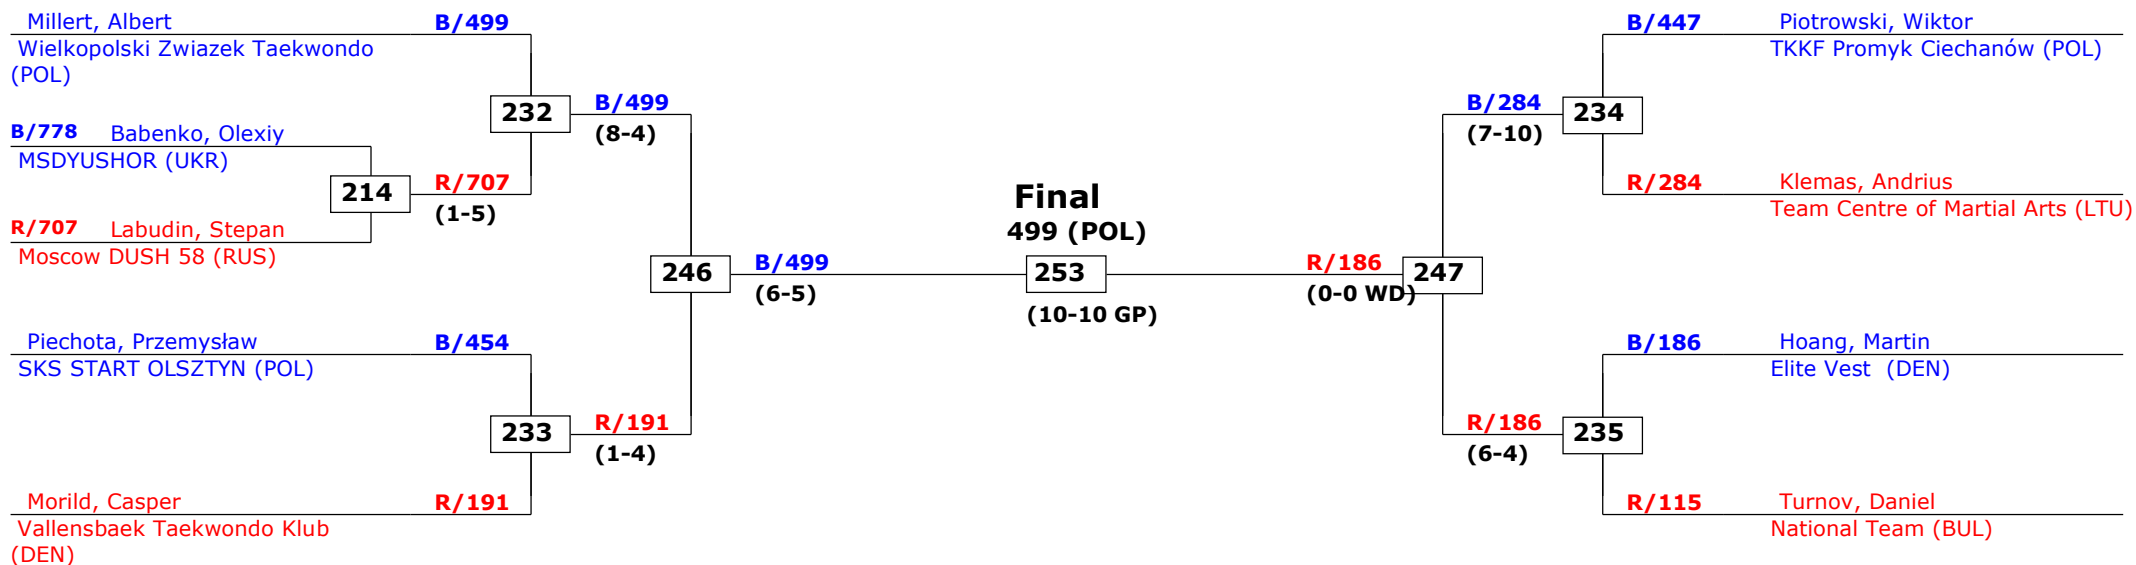 Millert, Albert B/499
Wielkopolski Zwiazek Taekwondo
(POL)
232
B/499
(8-4)
B/778 Babenko, Olexiy
MSDYUSHOR (UKR)
214
R/707
(1-5)
R/707 Labudin, Stepan
Moscow DUSH 58 (RUS)
246
B/499
(6-5)
Piechota, Przemysław B/454
SKS START OLSZTYN (POL)
233
R/191
(1-4)
Morild, Casper R/191
Vallensbaek Taekwondo Klub
(DEN)
Final
499 (POL)
253
(10-10 GP)
B/447 Piotrowski, Wiktor
TKKF Promyk Ciechanów (POL)
B/284
(7-10)
234
R/284 Klemas, Andrius
Team Centre of Martial Arts (LTU)
R/186
(0-0 WD)
247
B/186 Hoang, Martin
Elite Vest (DEN)
R/186
(6-4)
235
R/115 Turnov, Daniel
National Team (BUL)